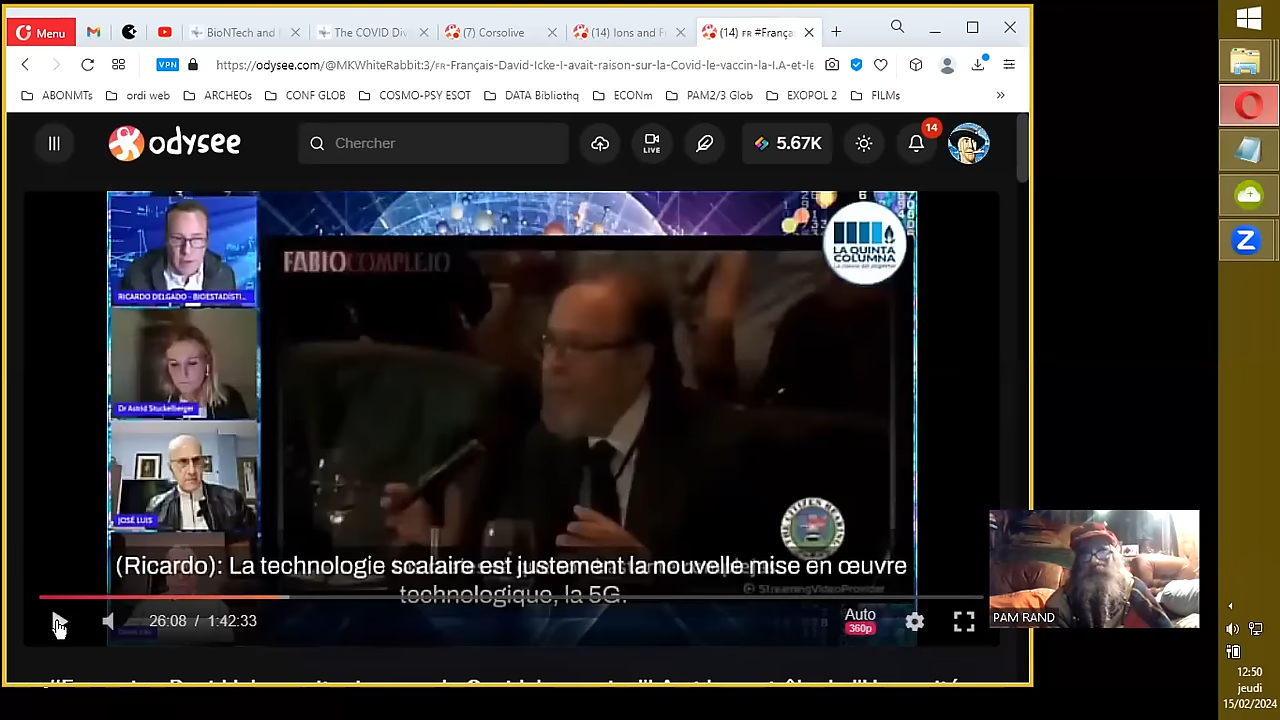 Menu
BioNTech and
The COVID Div
(7) Corsolive
(14) Ions and F
(14) FR #França
VPN
https://odysee.com/@MKWhiteRabbit:3/FR-Français-David-Icke-l-avait-raison-sur-la-Covid-le-vaccin-la-I.A-et-le
ABONMTs
ordi web
ARCHEOs
CONF GLOB
COSMO-PSY ESOT
DATA Bibliothq
ECONm
PAM2/3 Glob
EXOPOL 2
FILMs
»
odysee
Chercher
LIVE
5.67K
14
RICARDO DELGADO - BIOESTADÍSTI...
Dr Astrid Stuckelberger
JOSÉ LUIS
FABIOCOMPLEJO
LA QUINTA
COLUMNA
StreamingVideoProvider
(Ricardo): La technologie scalaire est justement la nouvelle mise en œuvre
technologique, la 5G.
26:08 / 1:42:33
Auto
360p
PAM RAND
Z
12:50
jeudi
15/02/2024